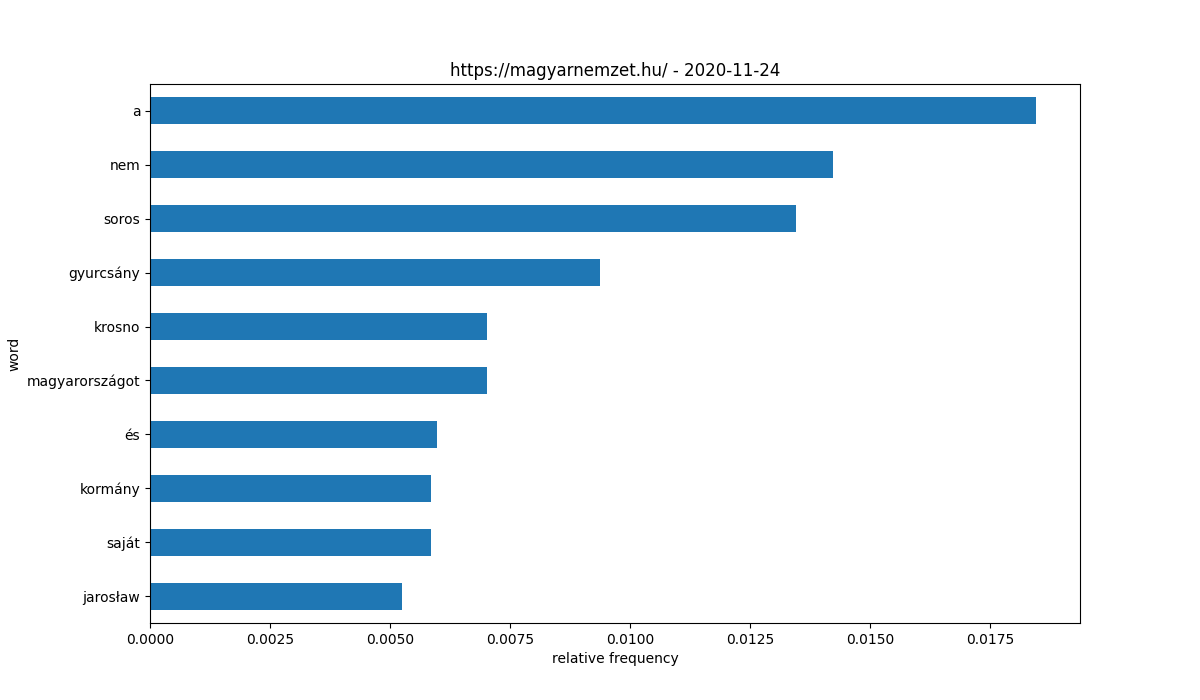 https://magyarnemzet.hu/ - 2020-11-24
a
nem
soros
gyurcsány
krosno
magyarországot
és
kormány
saját
jarosław
word
0.0000 0.0025 0.0050 0.0075 0.0100 0.0125 0.0150 0.0175
relative frequency